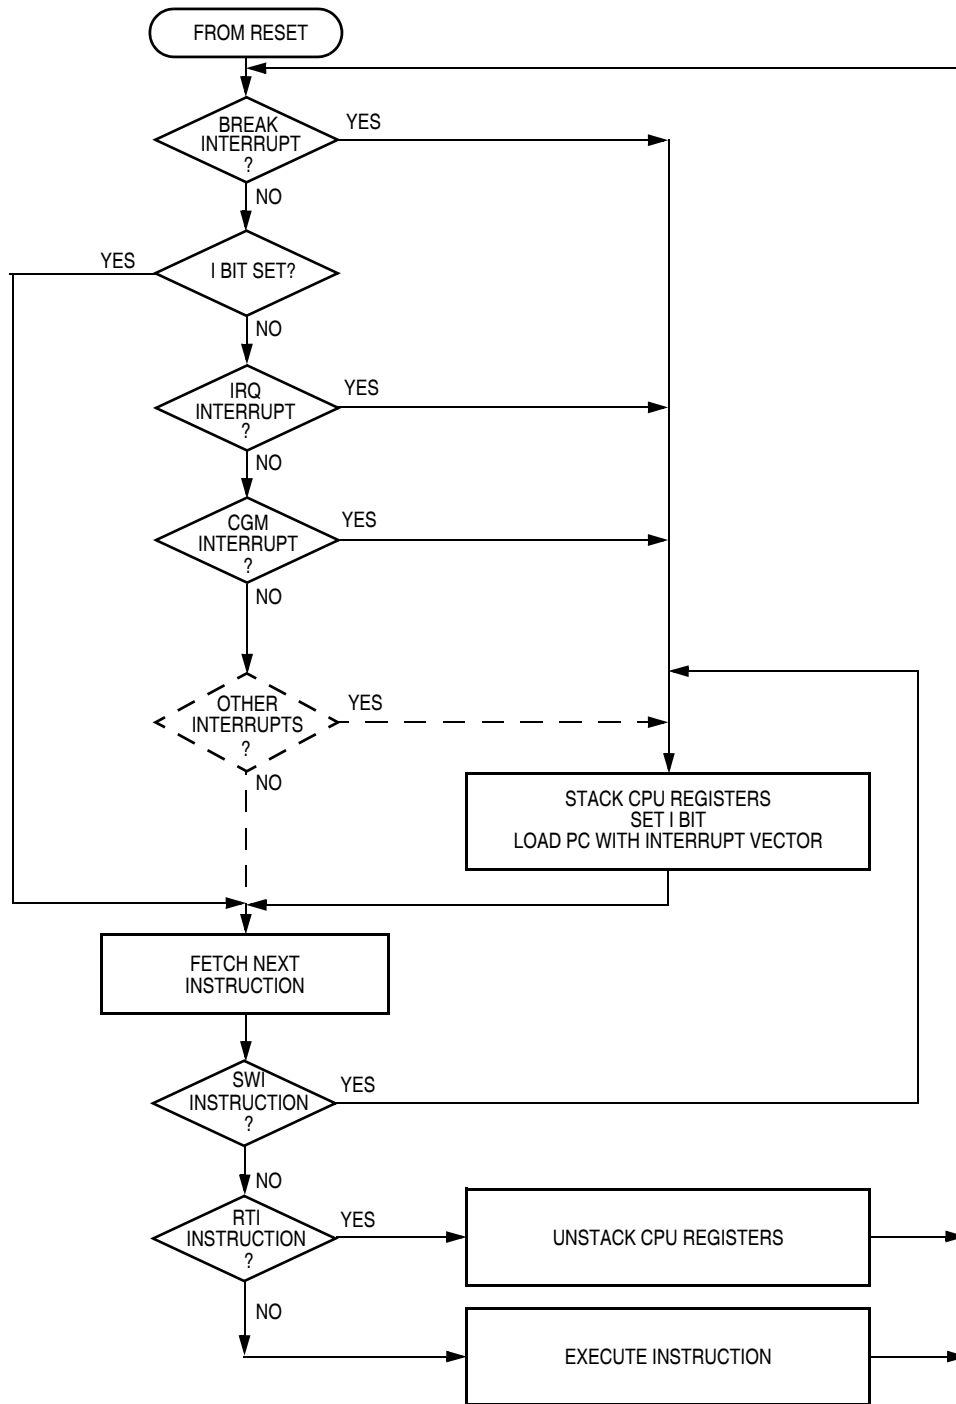 FROM RESET
BREAK
INTERRUPT
?
YES
NO
YES
I BIT SET?
NO
IRQ
INTERRUPT
?
YES
NO
CGM
INTERRUPT
?
YES
NO
OTHER
INTERRUPTS
?
YES
NO
STACK CPU REGISTERS
SET I BIT
LOAD PC WITH INTERRUPT VECTOR
FETCH NEXT
INSTRUCTION
SWI
INSTRUCTION
?
YES
NO
RTI
INSTRUCTION
?
YES
UNSTACK CPU REGISTERS
NO
EXECUTE INSTRUCTION